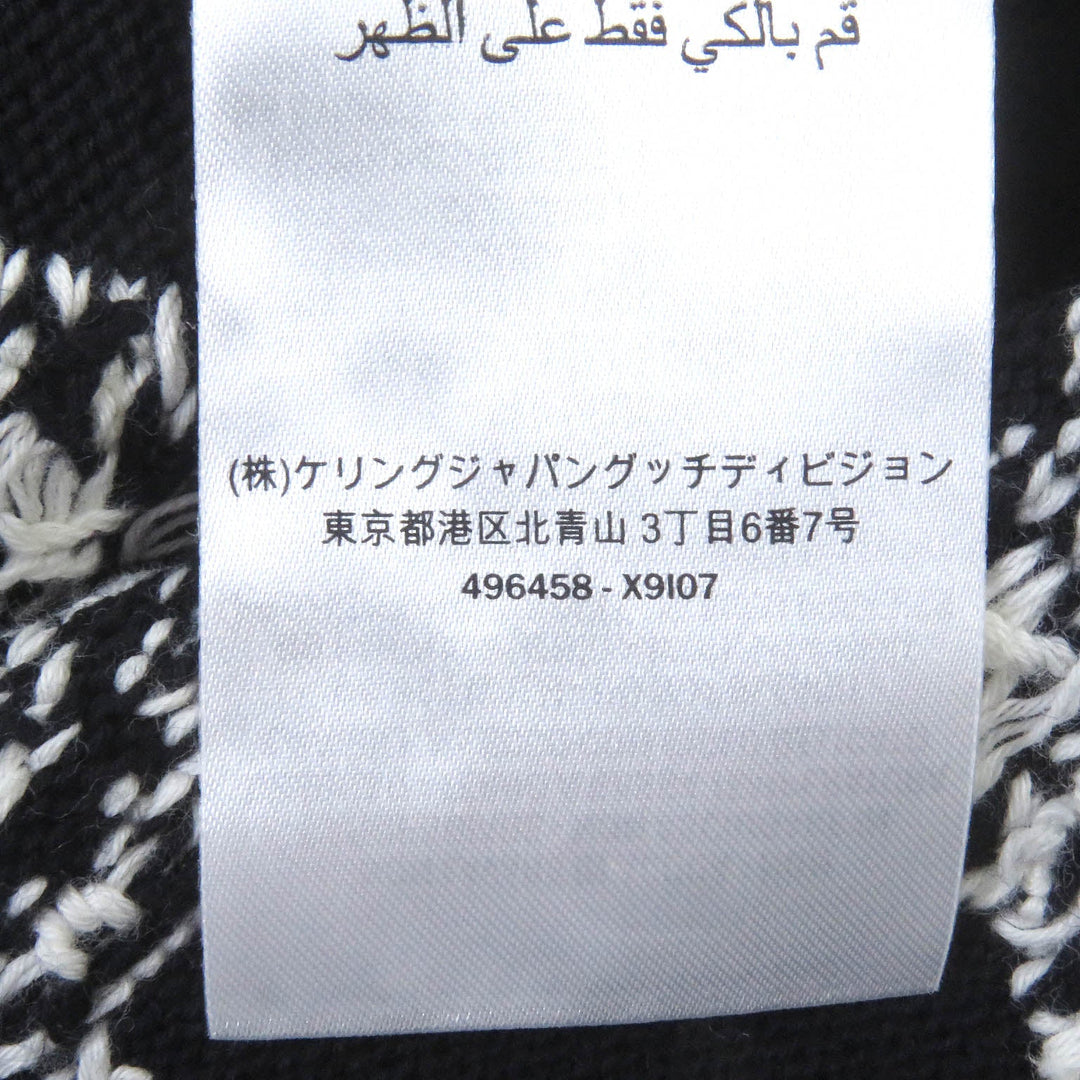 قم بالكي فقط على الظهر
(株)ケリングジャパングッチディビジョン
東京都港区北青山 3丁目6番7号
496458 - X9I07